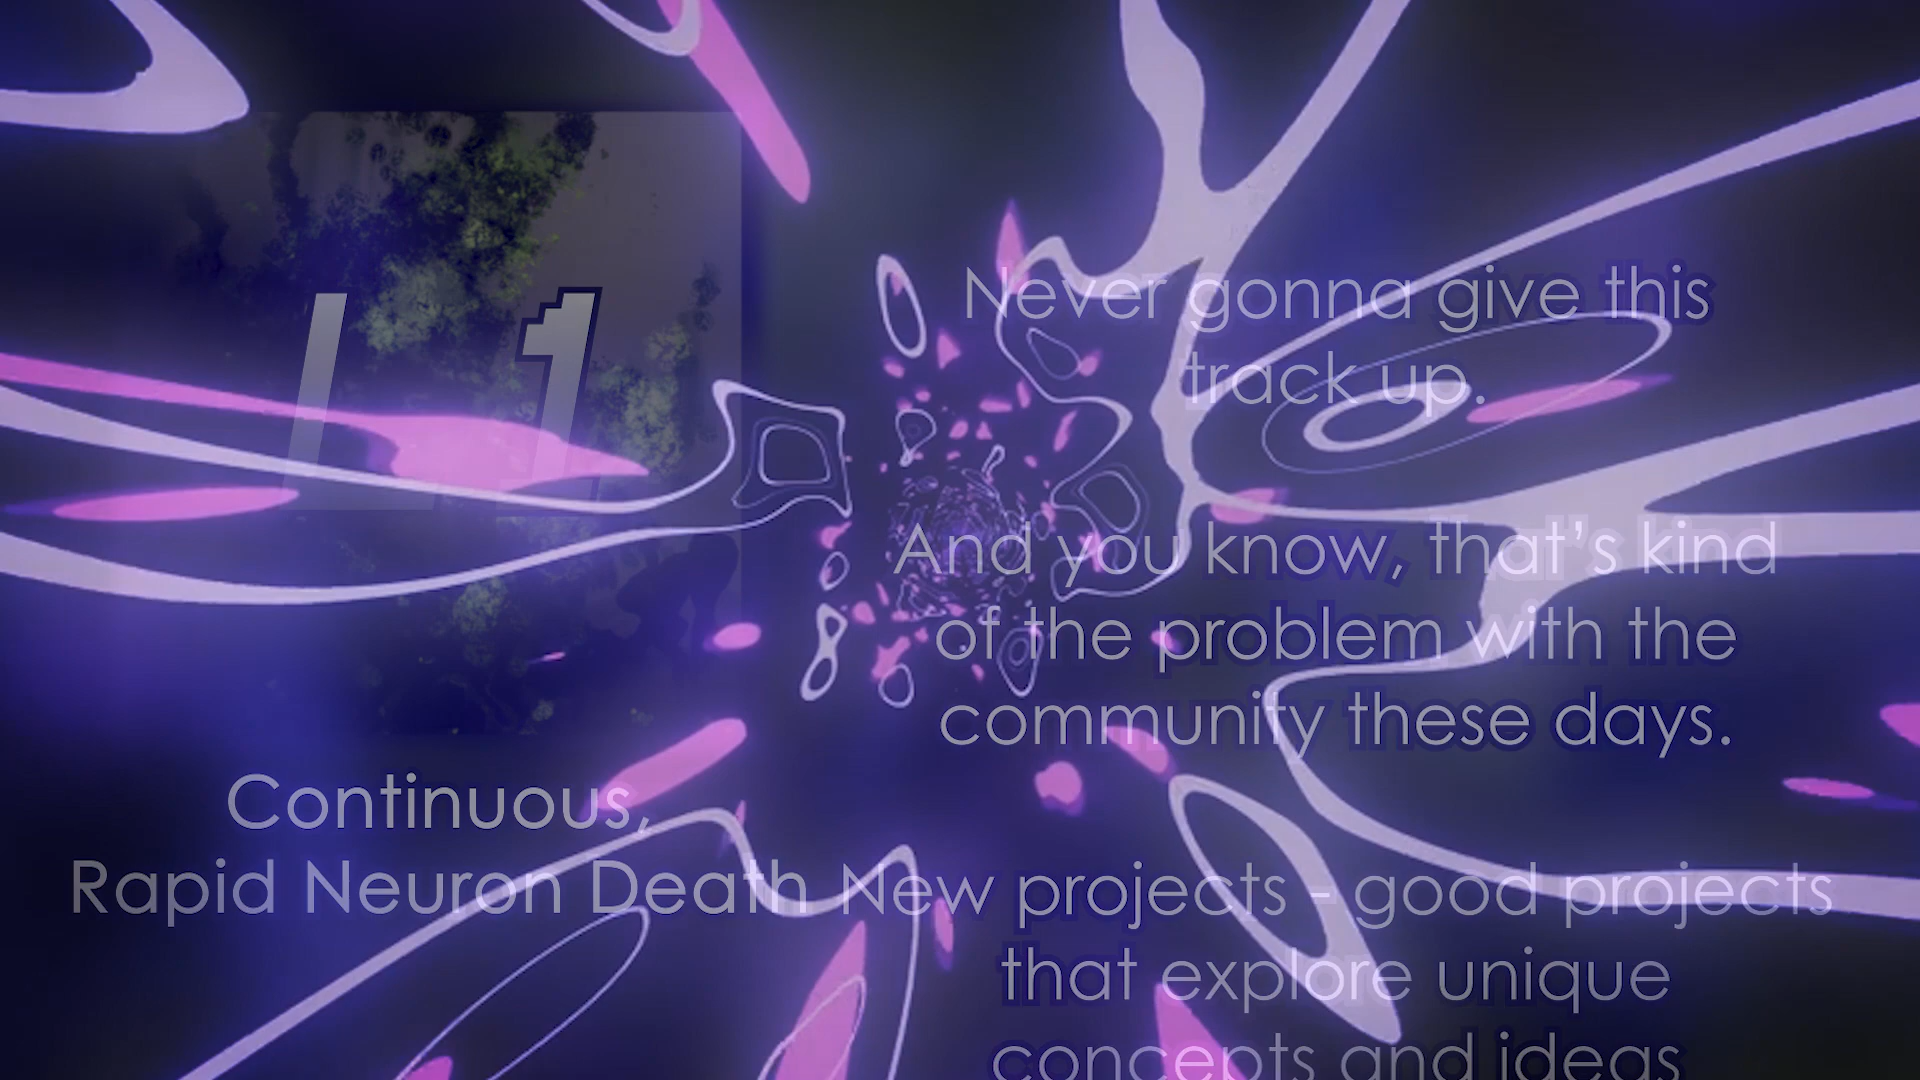 L 1
Continuous,
Rapid Neuron Death
Never gonna give this
track up.
And you know, that's kind
of the problem with the
community these days.
New projects - good projects
that explore unique
concepts and ideas